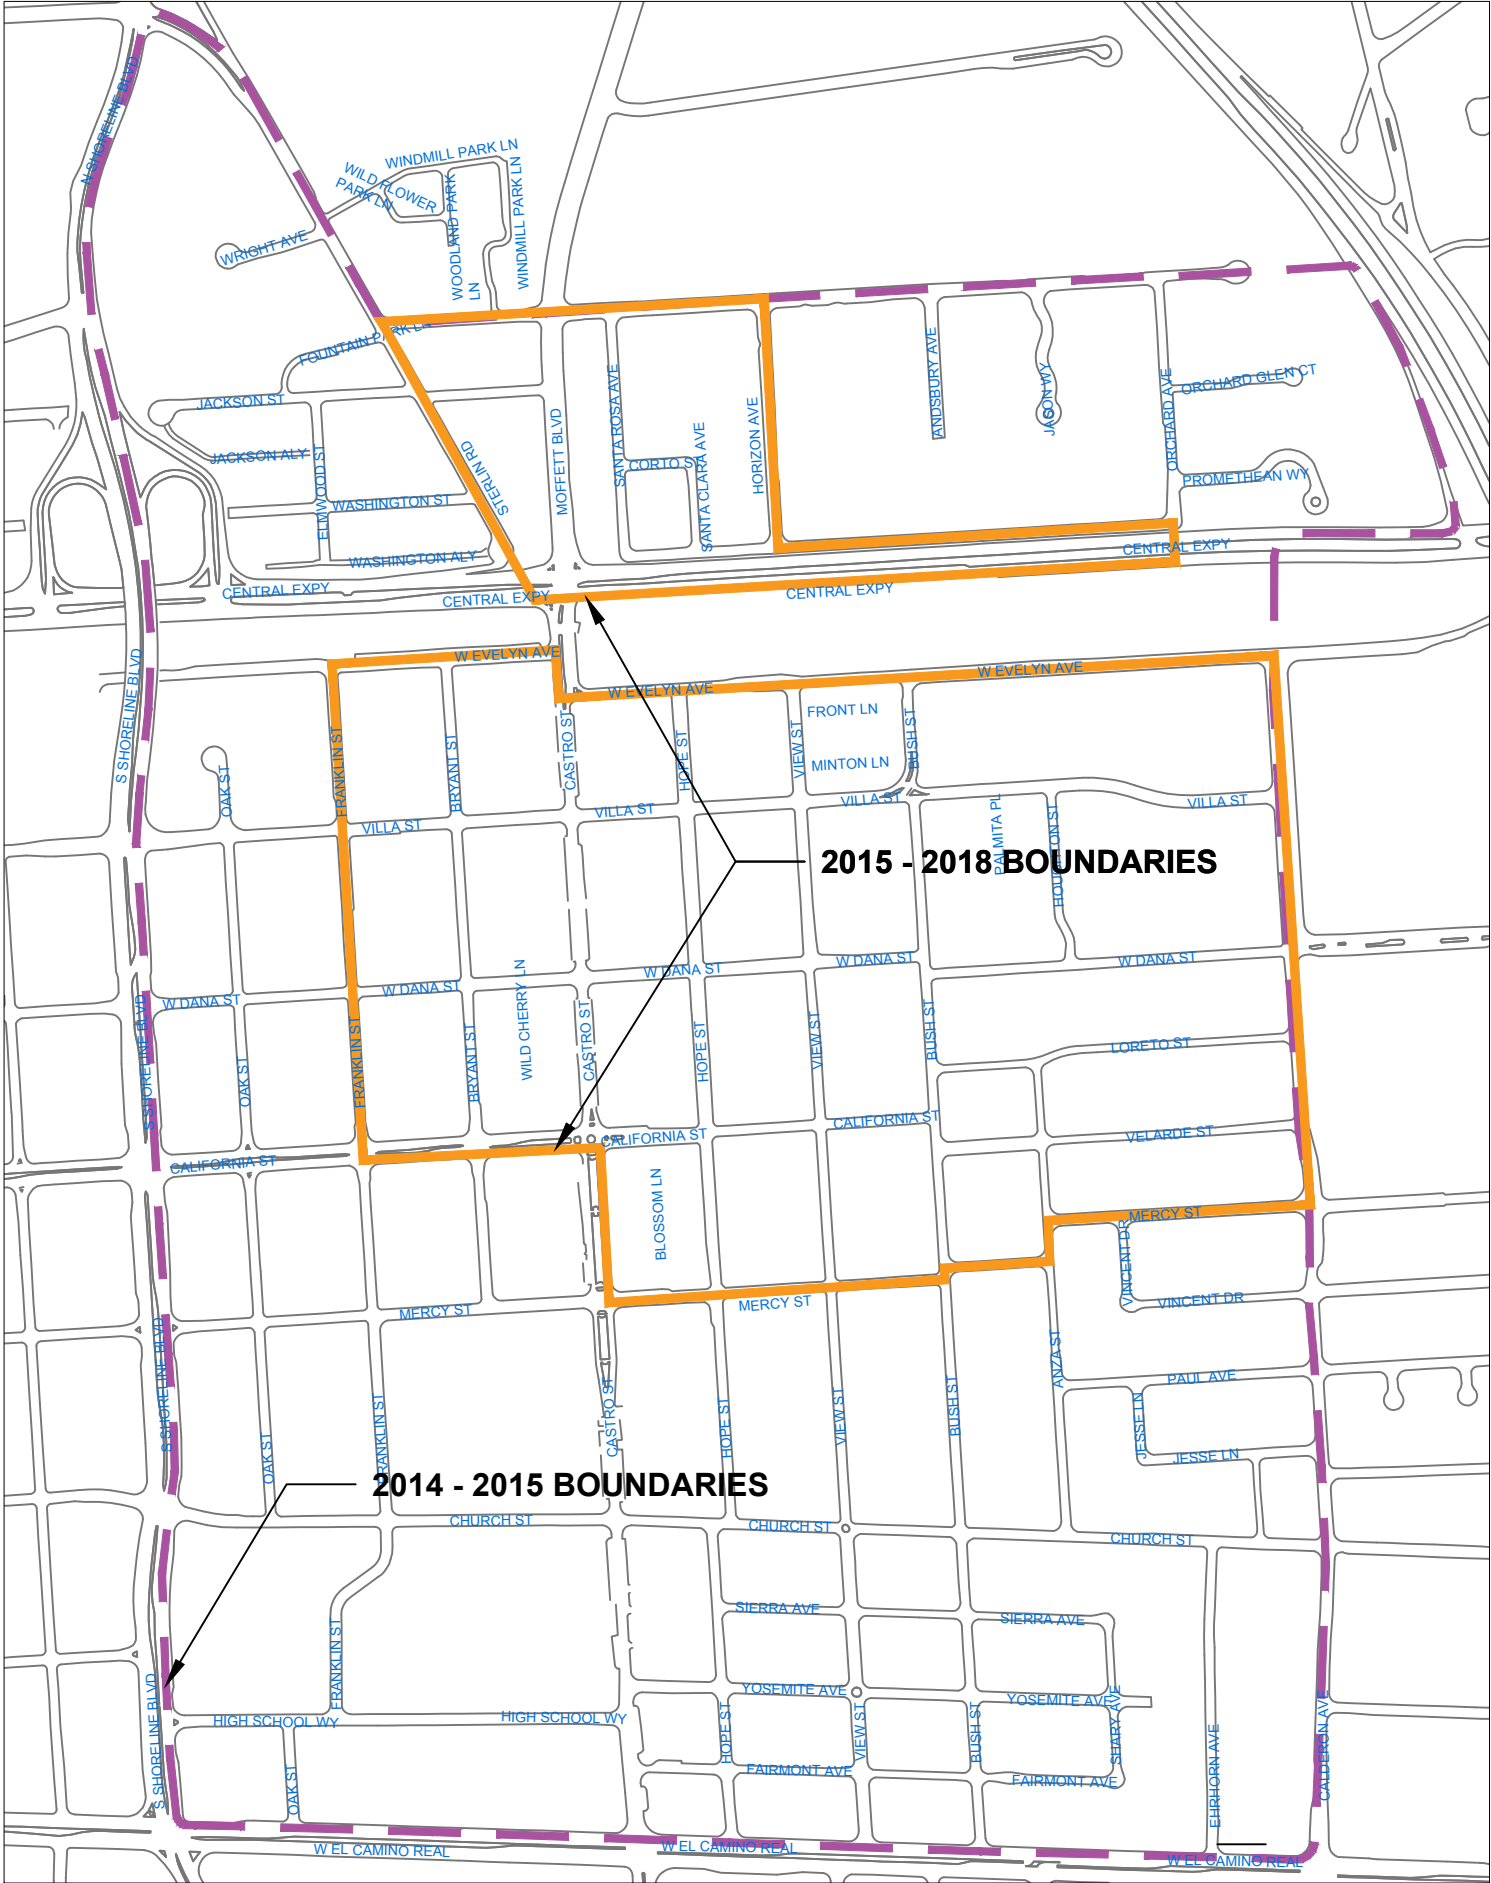 N SHORELINE BLVD
WINDMILL PARK LN
WILD FLOWER
PARK LN
WOODLAND PARK
LN
WINDMILL PARK LN
WRIGHT AVE
FOUNTAIN PARK LN
JACKSON ST
JACKSON ALY
ELMWOOD ST
WASHINGTON ST
WASHINGTON ALY
STERLIN RD
MOFFETT BLVD
SANTA ROSA AVE
CORTO ST
SANTA CLARA AVE
HORIZON AVE
ANDSBURY AVE
JASON WY
ORCHARD AVE
ORCHARD GLEN CT
PROMETHEAN WY
CENTRAL EXPY
CENTRAL EXPY
CENTRAL EXPY
CENTRAL EXPY
S SHORELINE BLVD
W EVELYN AVE
W EVELYN AVE
W EVELYN AVE
OAK ST
FRANKLIN ST
BRYANT ST
CASTRO ST
HOPE ST
VIEW ST
FRONT LN
MINTON LN
BUSH ST
VILLA ST
VILLA ST
VILLA ST
VILLA ST
PALMITA PL
HOUGHTON ST
2015 - 2018 BOUNDARIES
W DANA ST
W DANA ST
W DANA ST
W DANA ST
W DANA ST
S SHORELINE BLVD
OAK ST
FRANKLIN ST
BRYANT ST
WILD CHERRY LN
CASTRO ST
HOPE ST
VIEW ST
BUSH ST
LORETO ST
CALIFORNIA ST
CALIFORNIA ST
CALIFORNIA ST
VELARDE ST
BLOSSOM LN
MERCY ST
MERCY ST
MERCY ST
VINCENT DR
VINCENT DR
S SHORELINE BLVD
OAK ST
FRANKLIN ST
CASTRO ST
HOPE ST
VIEW ST
BUSH ST
ANZA ST
PAUL AVE
JESSE LN
JESSE LN
2014 - 2015 BOUNDARIES
CHURCH ST
CHURCH ST
CHURCH ST
SIERRA AVE
SIERRA AVE
FRANKLIN ST
YOSEMITE AVE
YOSEMITE AVE
S SHORELINE BLVD
HIGH SCHOOL WY
HIGH SCHOOL WY
HOPE ST
VIEW ST
BUSH ST
SHARY AVE
EHRHORN AVE
CALDERON AVE
OAK ST
FAIRMONT AVE
FAIRMONT AVE
W EL CAMINO REAL
W EL CAMINO REAL
W EL CAMINO REAL